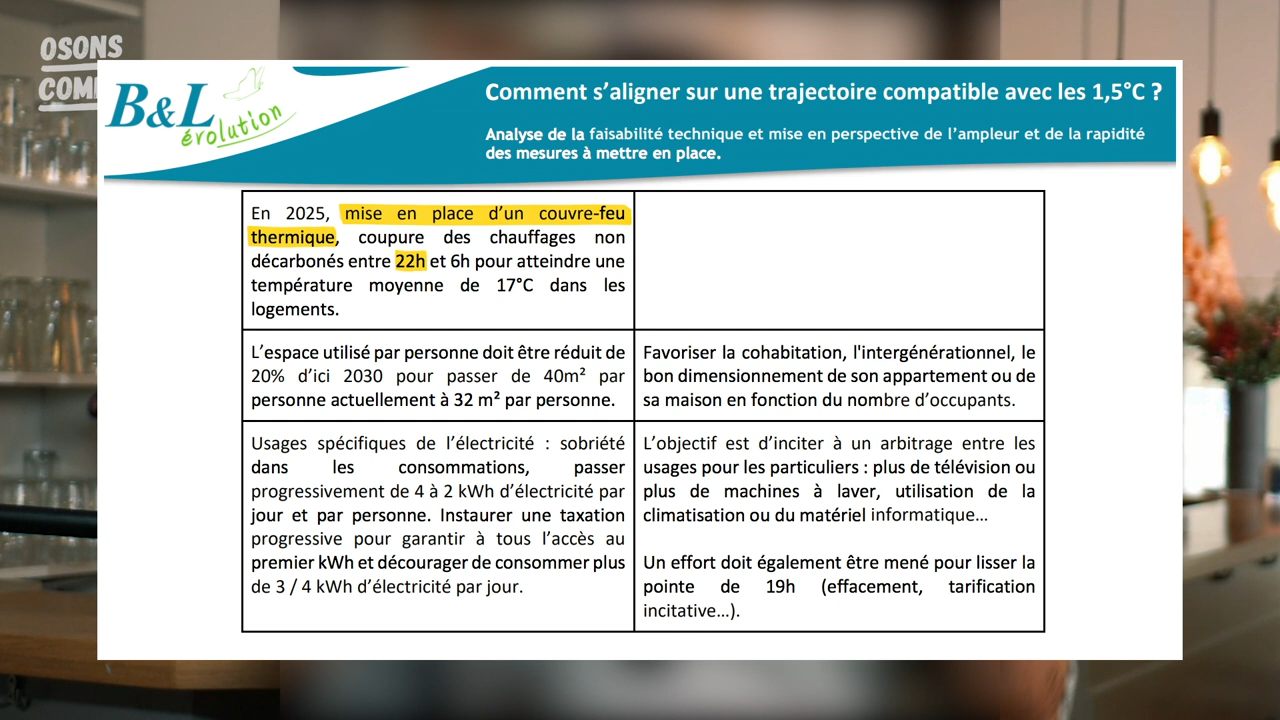 OSONS
COM
B&L
évolution
Comment s’aligner sur une trajectoire compatible avec les 1,5°C ?
Analyse de la faisabilité technique et mise en perspective de l’ampleur et de la rapidité
des mesures à mettre en place.
En 2025, mise en place d’un couvre-feu
thermique, coupure des chauffages non
décarbonés entre 22h et 6h pour atteindre une
température moyenne de 17°C dans les
logements.
L’espace utilisé par personne doit être réduit de
20% d’ici 2030 pour passer de 40m² par
personne actuellement à 32 m² par personne.
Favoriser la cohabitation, l'intergénérationnel, le
bon dimensionnement de son appartement ou de
sa maison en fonction du nombre d’occupants.
Usages spécifiques de l’électricité : sobriété
dans les consommations, passer
progressivement de 4 à 2 kWh d’électricité par
jour et par personne. Instaurer une taxation
progressive pour garantir à tous l’accès au
premier kWh et décourager de consommer plus
de 3 / 4 kWh d’électricité par jour.
L’objectif est d’inciter à un arbitrage entre les
usages pour les particuliers : plus de télévision ou
plus de machines à laver, utilisation de la
climatisation ou du matériel informatique…
Un effort doit également être mené pour lisser la
pointe de 19h (effacement, tarification
incitative…).